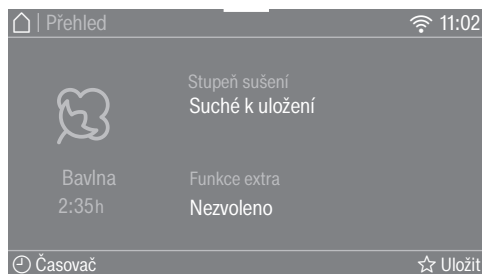 | Přehled 11:02
Stupeň sušení
Suché k uložení
Bavlna
2:35h
Funkce extra
Nezvoleno
Časovač Uložit